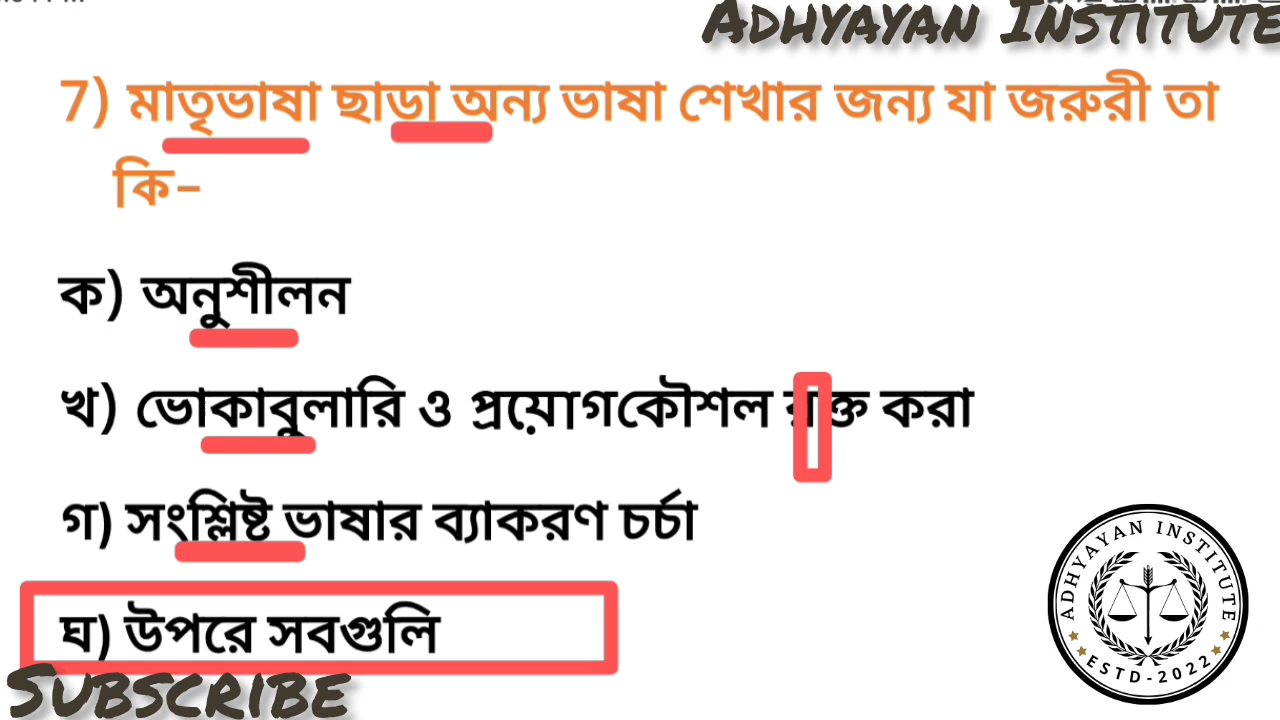 ADHYAYAN INSTITUTE
7) মাতৃভাষা ছাডা অন্য ভাষা শেখার জন্য যা জরুরী তা
কি-
ক) অনুশীলন
খ) ভোকাবুলারি ও প্রয়োগকৌশল রক্ত করা
গ) সংশ্লিষ্ট ভাষার ব্যাকরণ চর্চা
ঘ) উপরে সবগুলি
ADHYAYAN INSTITUTE
ESTD-2022
SUBSCRIBE